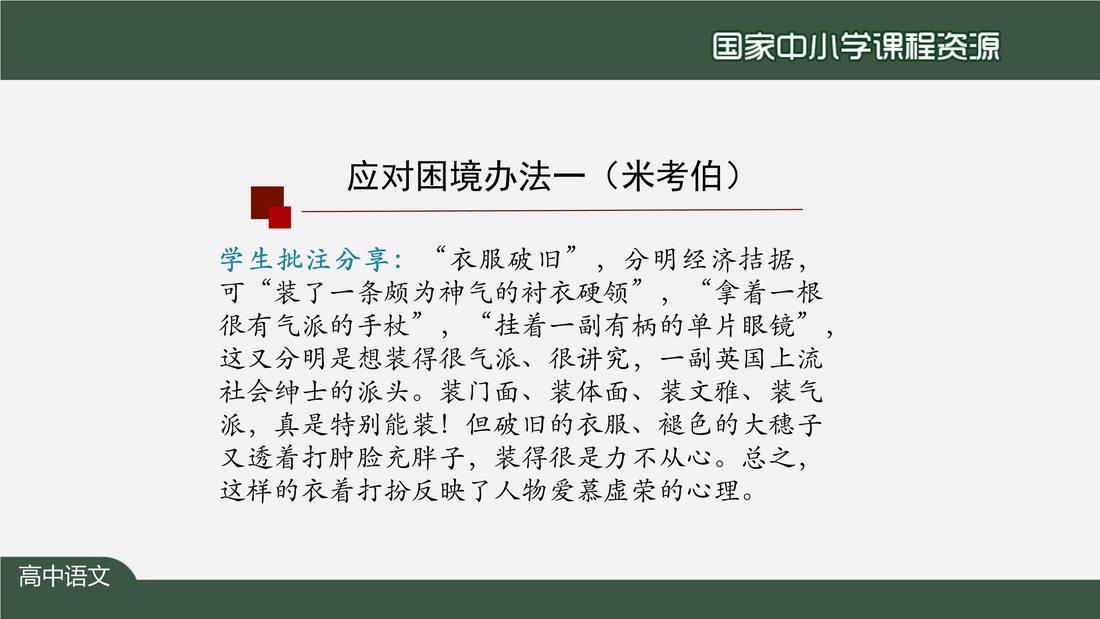 国家中小学课程资源
应对困境办法一（米考伯）
学生批注分享：“衣服破�”，分明经济拮据，
可“装了一条颇为神气的衬衣硬领”，“拿着一根
很有气派的手杖”，“挂着一副有柄的单片眼镜”，
这又分明是想装得很气派、很讲究，一副英国上流
社会绅士的派头。装门面、装体面、装文雅、装气
派，真是特别能装！但破旧的衣服、褪色的大穗子
又透着打肿脸充胖子，装得很是力不从心。总之，
这样的衣着打扮反映了人物爱慕虚荣的心理。
高中语文